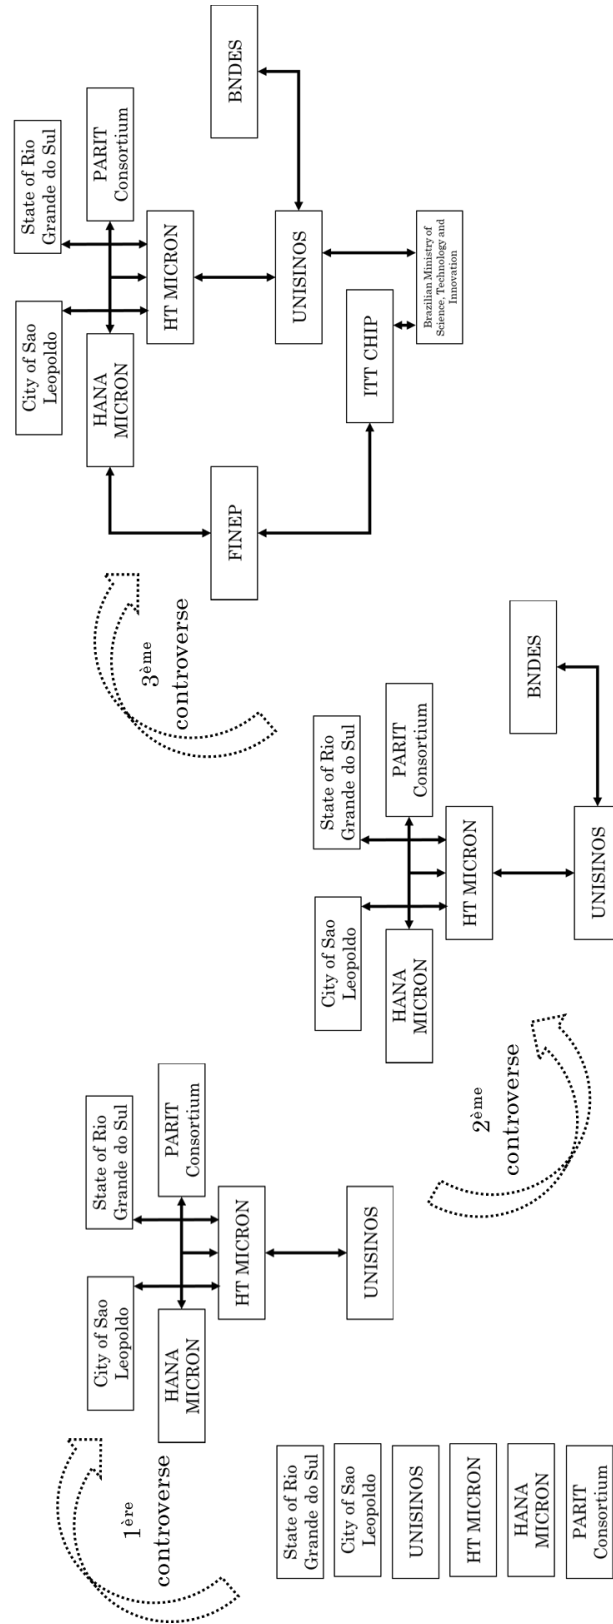 State of Rio
Grande do Sul
City of Sao
Leopoldo
UNISINOS
HT MICRON
HANA
MICRON
PARIT
Consortium
1ère
controverse
City of Sao
Leopoldo
State of Rio
Grande do Sul
HANA
MICRON
PARIT
Consortium
HT MICRON
UNISINOS
2ème
controverse
City of Sao
Leopoldo
State of Rio
Grande do Sul
HANA
MICRON
PARIT
Consortium
HT MICRON
BNDES
UNISINOS
3ème
controverse
City of Sao
Leopoldo
State of Rio
Grande do Sul
HANA
MICRON
PARIT
Consortium
HT MICRON
FINEP
BNDES
UNISINOS
ITT CHIP
Brazilian Ministry of
Science, Technology and
Innovation